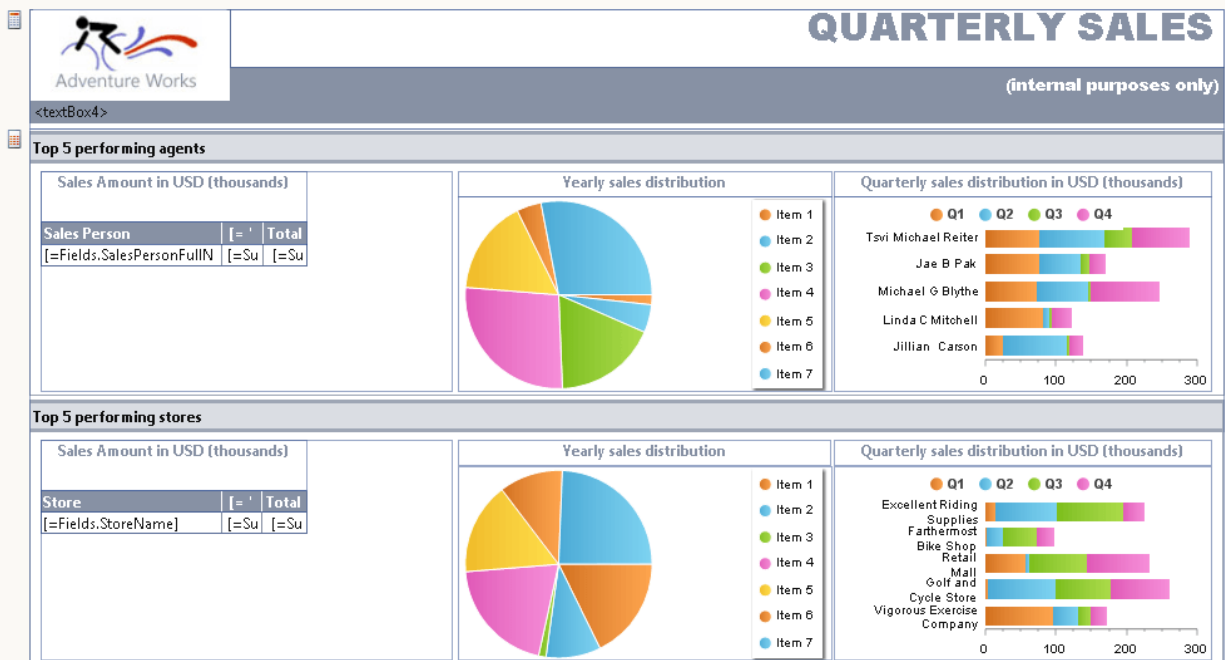 QUARTERLY SALES
Adventure Works
(internal purposes only)
<textBox4>
Top 5 performing agents
Sales Amount in USD (thousands)
Sales Person [= ' Total
[=Fields.SalesPersonFullN [=Su [=Su
Yearly sales distribution
Item 1
Item 2
Item 3
Item 4
Item 5
Item 6
Item 7
Quarterly sales distribution in USD (thousands)
Q1 Q2 Q3 Q4
Tsvi Michael Reiter
Jae B Pak
Michael G Blythe
Linda C Mitchell
Jillian Carson
0 100 200 300
Top 5 performing stores
Sales Amount in USD (thousands)
Store [= ' Total
[=Fields.StoreName] [=Su [=Su
Yearly sales distribution
Item 1
Item 2
Item 3
Item 4
Item 5
Item 6
Item 7
Quarterly sales distribution in USD (thousands)
Q1 Q2 Q3 Q4
Excellent Riding
Supplies
Farthermost
Bike Shop
Retail
Mall
Golf and
Cycle Store
Vigorous Exercise
Company
0 100 200 300